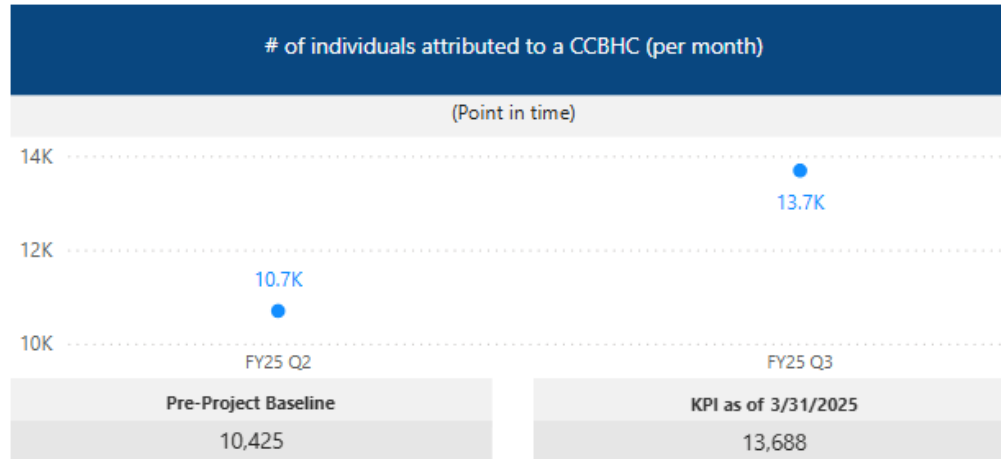 # of individuals attributed to a CCBHC (per month)
(Point in time)
14K
13.7K
12K
10.7K
10K
FY25 Q2 FY25 Q3
Pre-Project Baseline KPI as of 3/31/2025
10,425 13,688